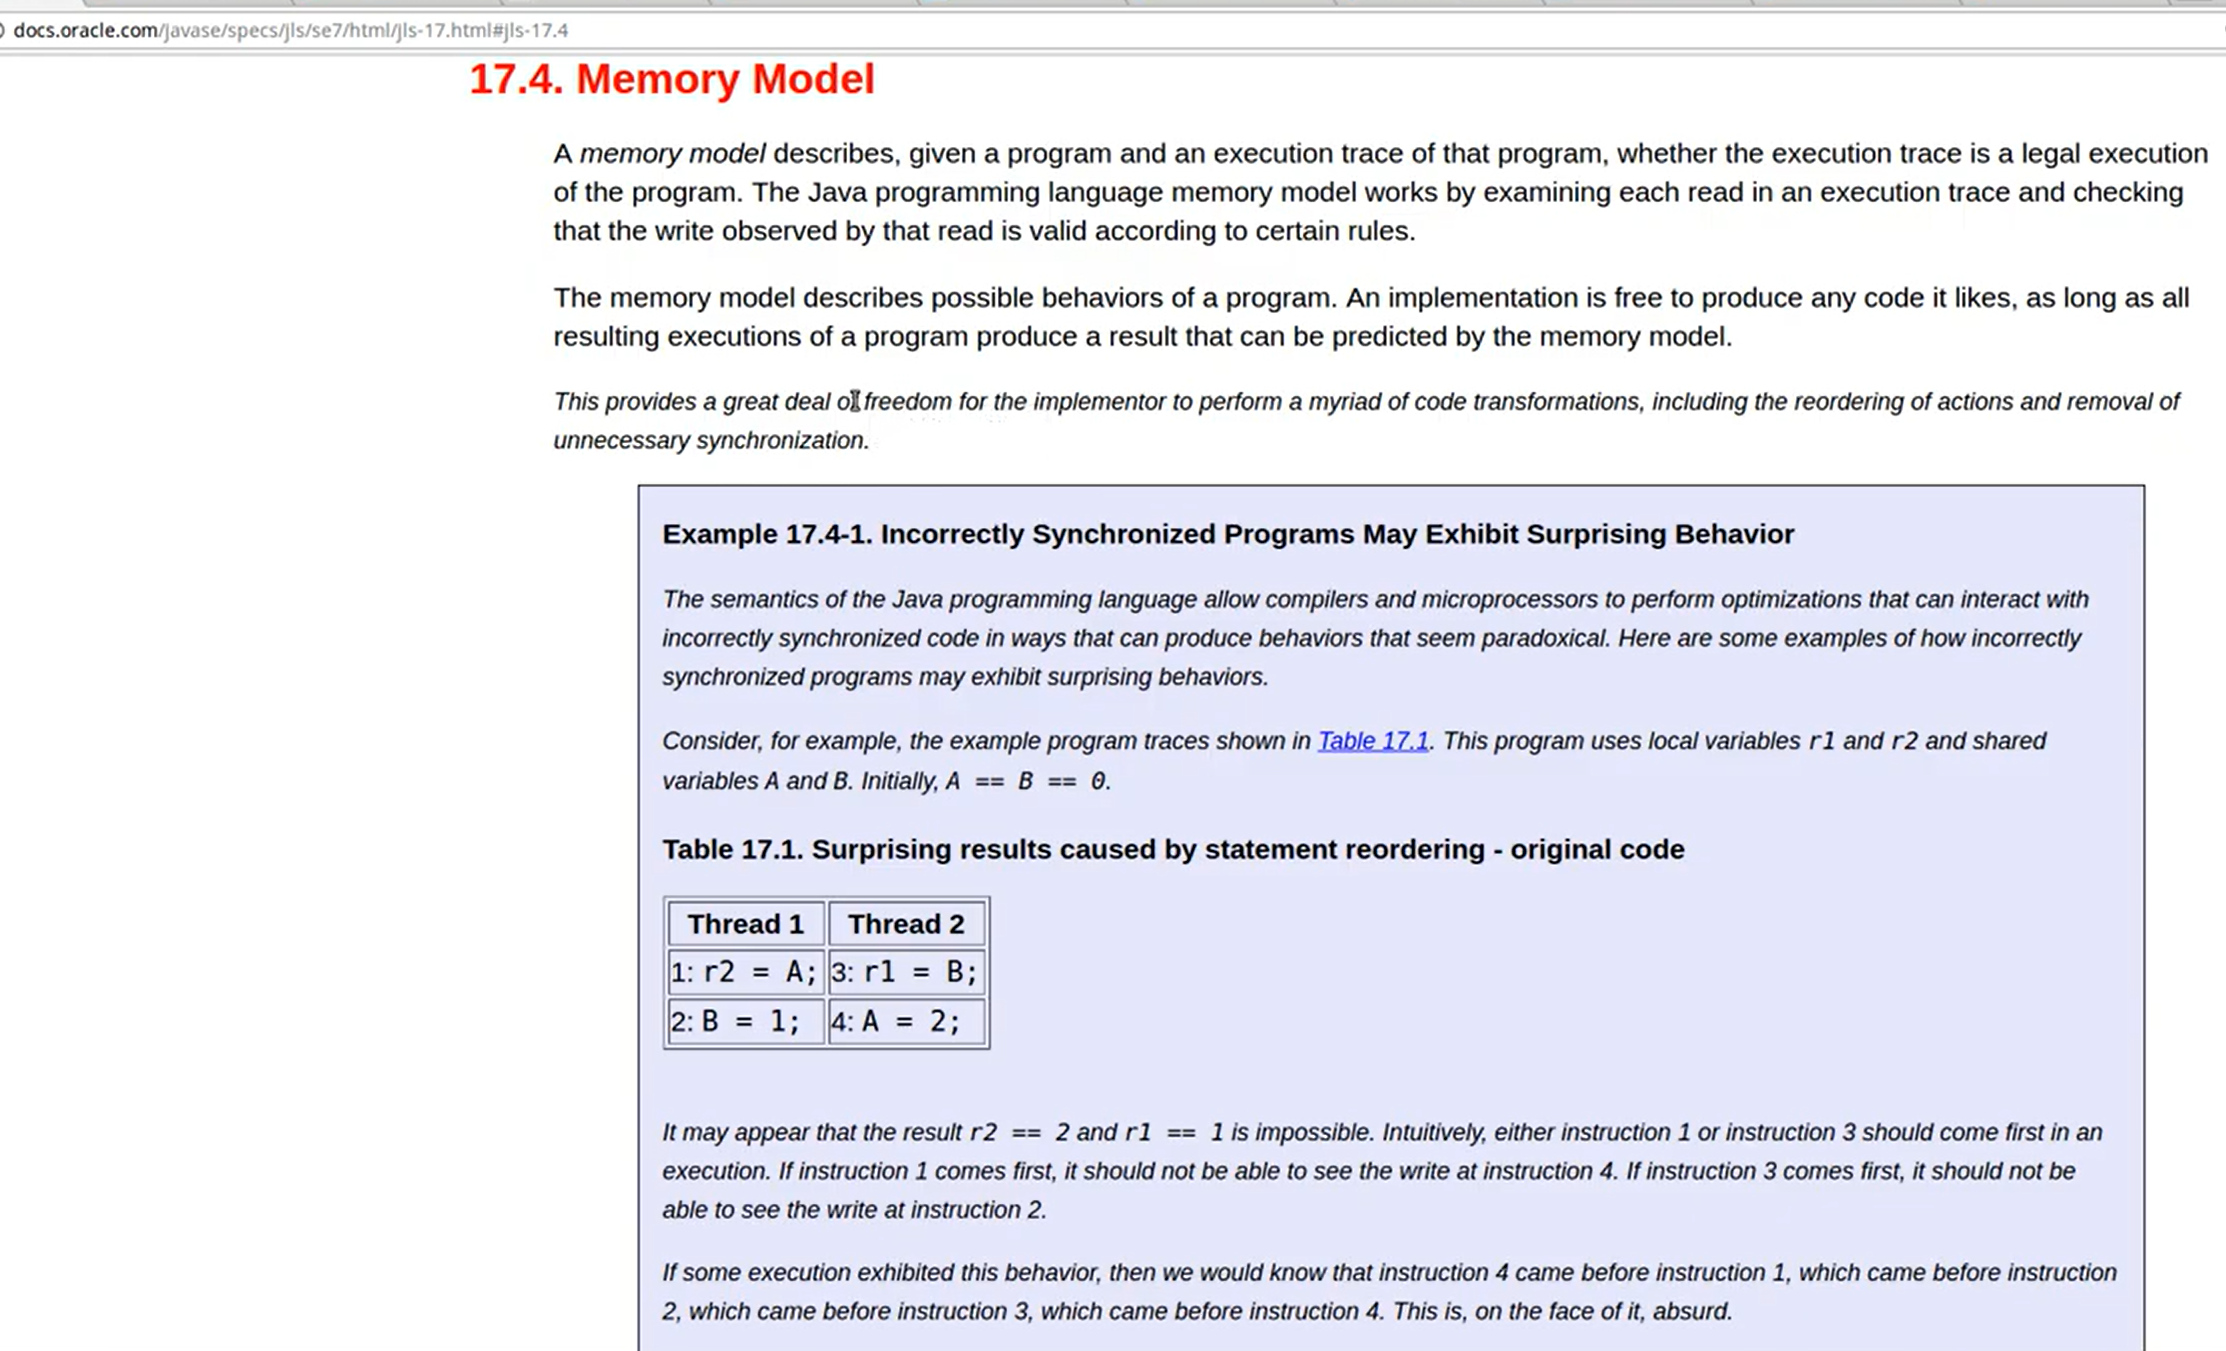 docs.oracle.com/javase/specs/jls/se7/html/jls-17.html#jls-17.4
17.4. Memory Model
A memory model describes, given a program and an execution trace of that program, whether the execution trace is a legal execution
of the program. The Java programming language memory model works by examining each read in an execution trace and checking
that the write observed by that read is valid according to certain rules.
The memory model describes possible behaviors of a program. An implementation is free to produce any code it likes, as long as all
resulting executions of a program produce a result that can be predicted by the memory model.
This provides a great deal of freedom for the implementor to perform a myriad of code transformations, including the reordering of actions and removal of
unnecessary synchronization.
Example 17.4-1. Incorrectly Synchronized Programs May Exhibit Surprising Behavior
The semantics of the Java programming language allow compilers and microprocessors to perform optimizations that can interact with
incorrectly synchronized code in ways that can produce behaviors that seem paradoxical. Here are some examples of how incorrectly
synchronized programs may exhibit surprising behaviors.
Consider, for example, the example program traces shown in Table 17.1. This program uses local variables r1 and r2 and shared
variables A and B. Initially, A == B == 0.
Table 17.1. Surprising results caused by statement reordering - original code
Thread 1 Thread 2
1: r2 = A; 3: r1 = B;
2: B = 1; 4: A = 2;
It may appear that the result r2 == 2 and r1 == 1 is impossible. Intuitively, either instruction 1 or instruction 3 should come first in an
execution. If instruction 1 comes first, it should not be able to see the write at instruction 4. If instruction 3 comes first, it should not be
able to see the write at instruction 2.
If some execution exhibited this behavior, then we would know that instruction 4 came before instruction 1, which came before instruction
2, which came before instruction 3, which came before instruction 4. This is, on the face of it, absurd.